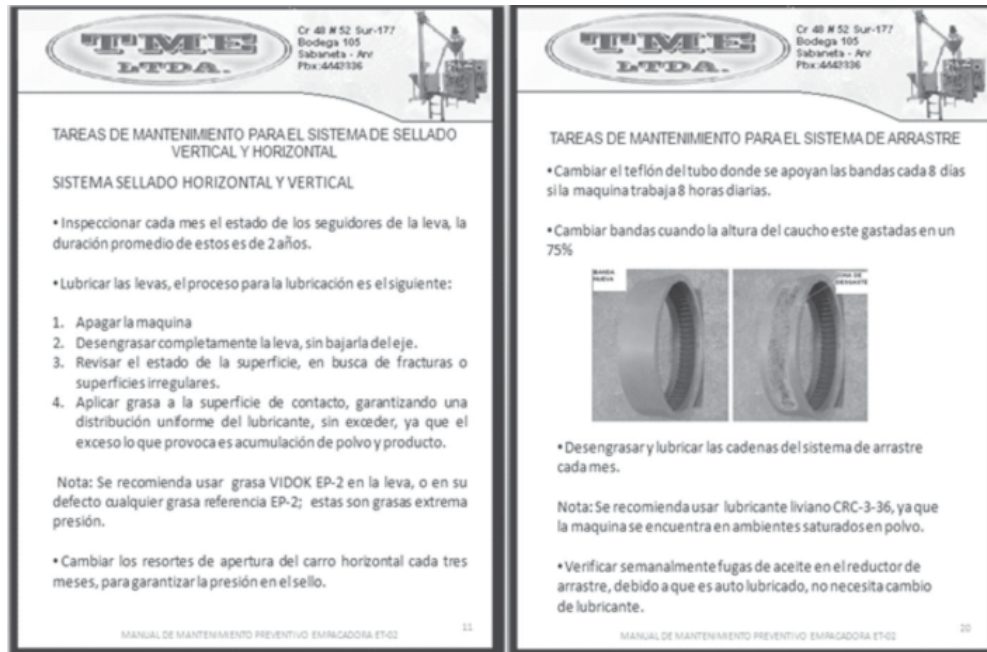 TME
LTDA.
Cr 48 # 52 Sur-177
Bodega 105
Sabaneta - Anr
Pbx:4442336
TAREAS DE MANTENIMIENTO PARA EL SISTEMA DE SELLADO
VERTICAL Y HORIZONTAL
SISTEMA SELLADO HORIZONTAL Y VERTICAL
• Inspeccionar cada mes el estado de los seguidores de la leva, la
duración promedio de estos es de 2 años.
• Lubricar las levas, el proceso para la lubricación es el siguiente:
1. Apagar la maquina
2. Desengrasar completamente la leva, sin bajarla del eje.
3. Revisar el estado de la superficie, en busca de fracturas o
superficies irregulares.
4. Aplicar grasa a la superficie de contacto, garantizando una
distribución uniforme del lubricante, sin exceder, ya que el
exceso lo que provoca es acumulación de polvo y producto.
Nota: Se recomienda usar grasa VIDOK EP-2 en la leva, o en su
defecto cualquier grasa referencia EP-2; estas son grasas extrema
presión.
• Cambiar los resortes de apertura del carro horizontal cada tres
meses, para garantizar la presión en el sello.
MANUAL DE MANTENIMIENTO PREVENTIVO EMPACADORA ET-02
11
TME
LTDA.
Cr 48 # 52 Sur-177
Bodega 105
Sabaneta - Anr
Pbx:4442336
TAREAS DE MANTENIMIENTO PARA EL SISTEMA DE ARRASTRE
• Cambiar el teflón del tubo donde se apoyan las bandas cada 8 días
si la maquina trabaja 8 horas diarias.
• Cambiar bandas cuando la altura del caucho este gastadas en un
75%
BANDA
NUEVA
ZONA DE
DESGASTE
• Desengrasar y lubricar las cadenas del sistema de arrastre
cada mes.
Nota: Se recomienda usar lubricante liviano CRC-3-36, ya que
la maquina se encuentra en ambientes saturados en polvo.
• Verificar semanalmente fugas de aceite en el reductor de
arrastre, debido a que es auto lubricado, no necesita cambio
de lubricante.
MANUAL DE MANTENIMIENTO PREVENTIVO EMPACADORA ET-02
20